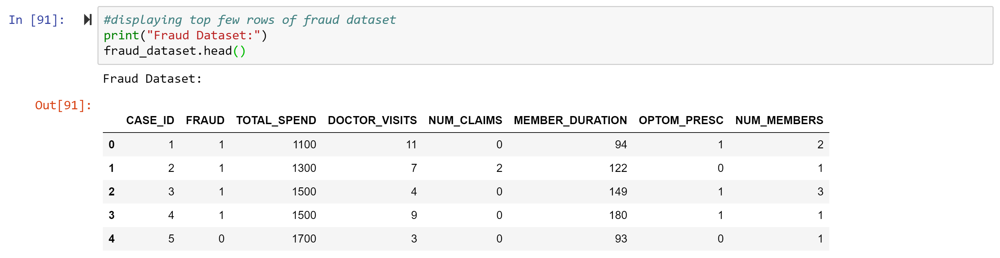 In [91]:
#displaying top few rows of fraud dataset
print("Fraud Dataset:")
fraud_dataset.head()
Fraud Dataset:
Out[91]:
CASE_ID FRAUD TOTAL_SPEND DOCTOR_VISITS NUM_CLAIMS MEMBER_DURATION OPTOM_PRESC NUM_MEMBERS
0 1 1 1100 11 0 94 1 2
1 2 1 1300 7 2 122 0 1
2 3 1 1500 4 0 149 1 3
3 4 1 1500 9 0 180 1 1
4 5 0 1700 3 0 93 0 1